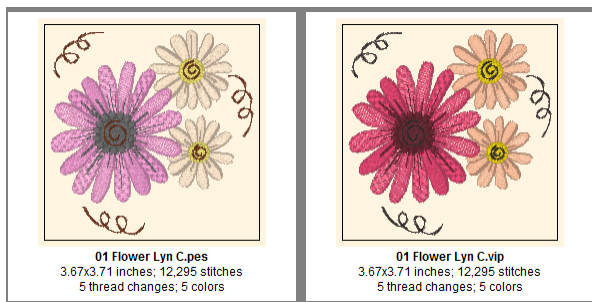 01 Flower Lyn C.pes
3.67x3.71 inches; 12,295 stitches
5 thread changes; 5 colors
01 Flower Lyn C.vip
3.67x3.71 inches; 12,295 stitches
5 thread changes; 5 colors